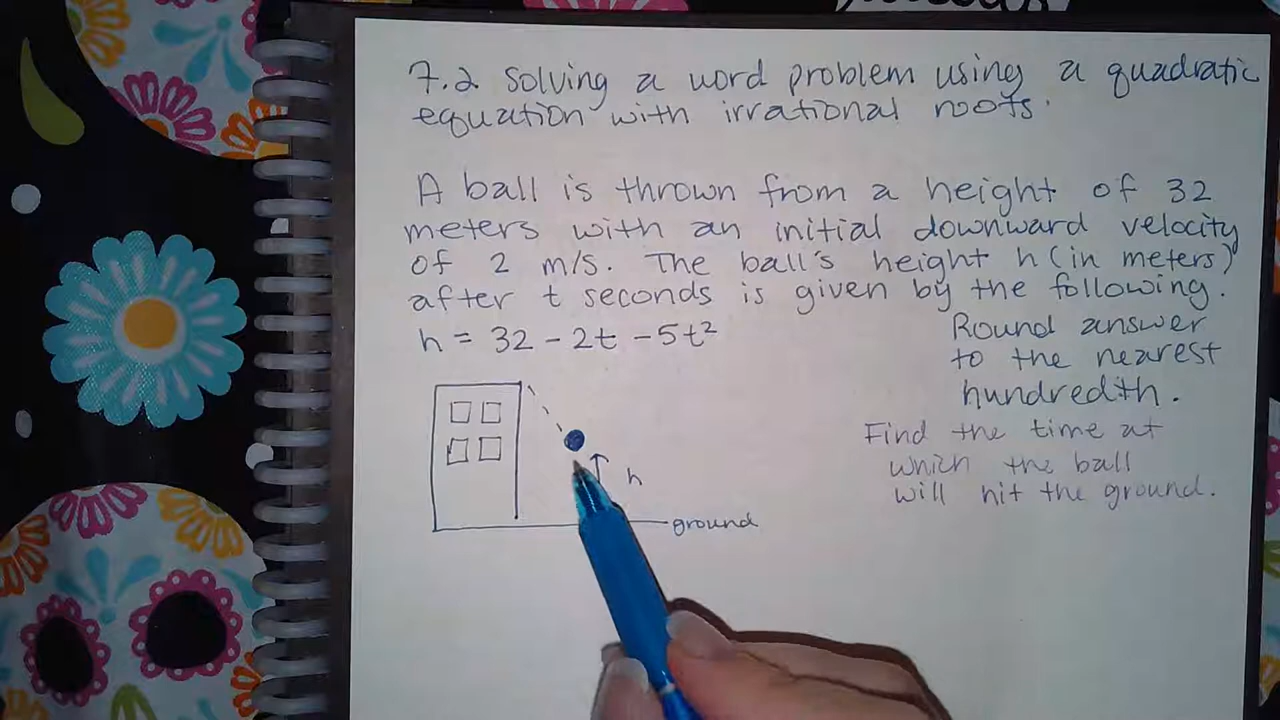 7.2 Solving a word problem using a quadratic
equation with irrational roots.
A ball is thrown from a height of 32
meters with an initial downward velocity
of 2 m/s. The ball's height h (in meters)
after t seconds is given by the following.
h = 32 - 2t - 5t²
Round answer
to the nearest
hundredth.
Find the time at
which the ball
will hit the ground.
h
ground